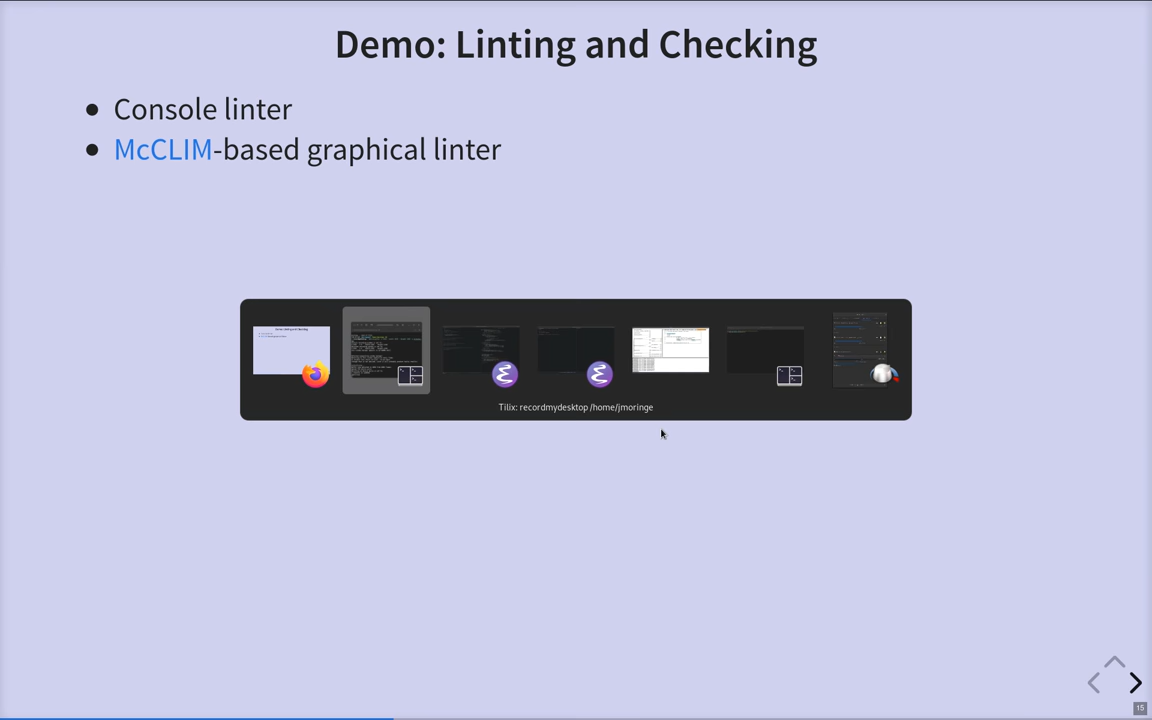 Demo: Linting and Checking
Console linter
McCLIM-based graphical linter
Tilix: recordmydesktop /home/jmoringe
15